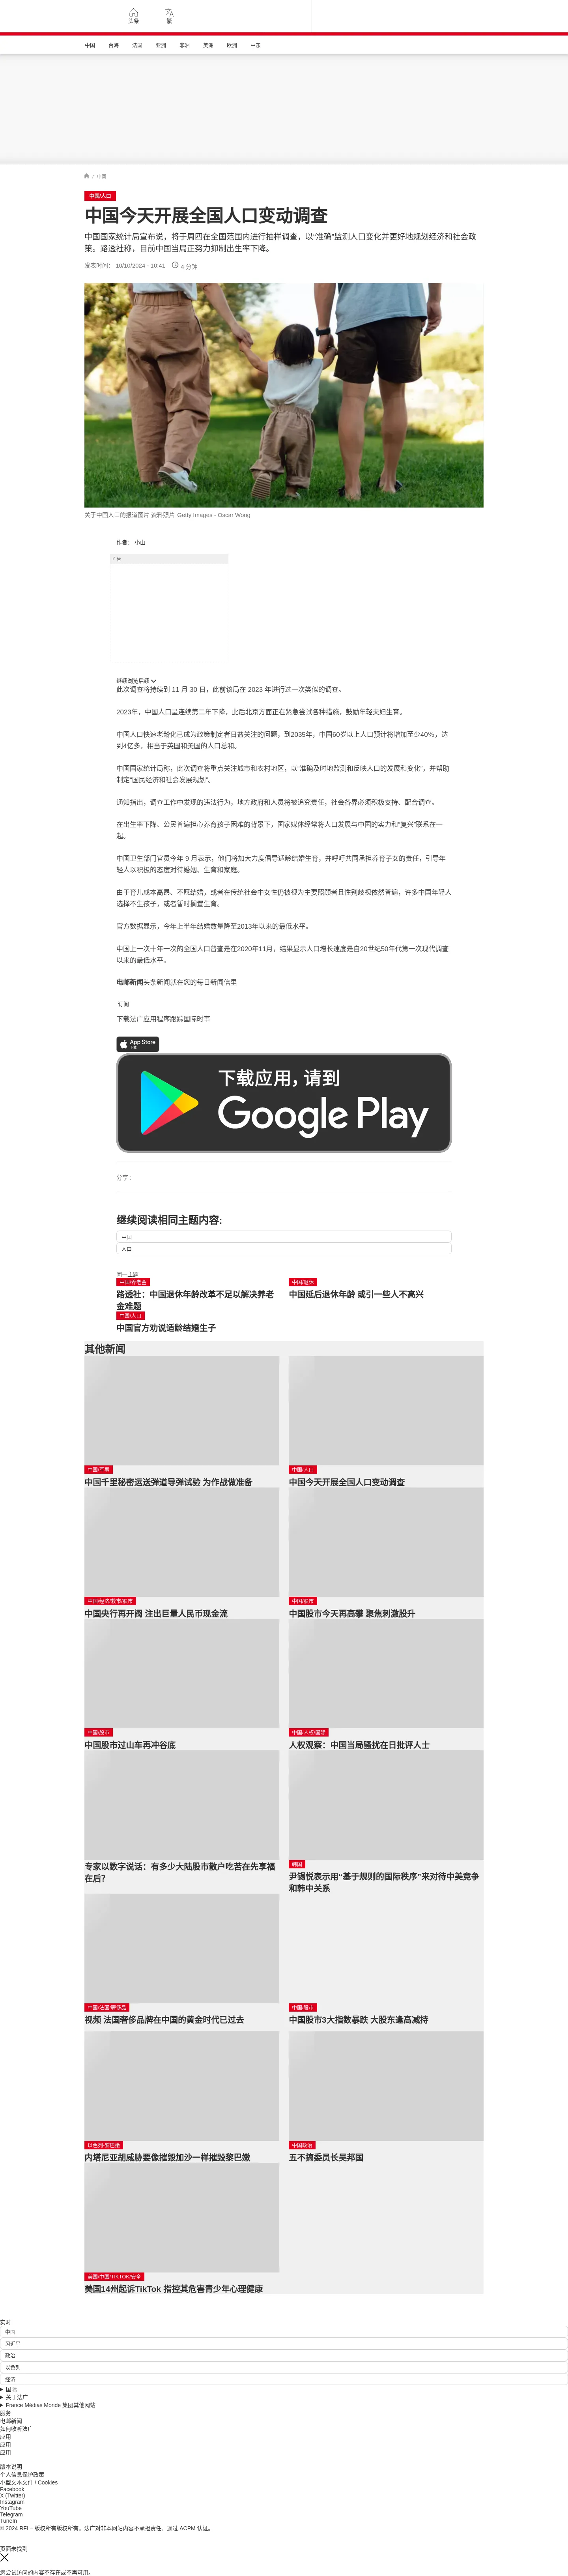 头条
繁
中国
台海
法国
亚洲
非洲
美洲
欧洲
中东
/ 中国
中国/人口
中国今天开展全国人口变动调查
中国国家统计局宣布说，将于周四在全国范围内进行抽样调查，以“准确”监测人口变化并更好地规划经济和社会政
策。路透社称，目前中国当局正努力抑制出生率下降。
发表时间： 10/10/2024 - 10:41 4 分钟
关于中国人口的报道图片 资料照片 Getty Images - Oscar Wong
作者： 小山
广告
继续浏览后续
此次调查将持续到 11 月 30 日，此前该局在 2023 年进行过一次类似的调查。
2023年，中国人口呈连续第二年下降，此后北京方面正在紧急尝试各种措施，鼓励年轻夫妇生育。
中国人口快速老龄化已成为政策制定者日益关注的问题，到2035年，中国60岁以上人口预计将增加至少40%，达
到4亿多，相当于英国和美国的人口总和。
中国国家统计局称，此次调查将重点关注城市和农村地区，以“准确及时地监测和反映人口的发展和变化”，并帮助
制定“国民经济和社会发展规划”。
通知指出，调查工作中发现的违法行为，地方政府和人员将被追究责任，社会各界必须积极支持、配合调查。
在出生率下降、公民普遍担心养育孩子困难的背景下，国家媒体经常将人口发展与中国的实力和“复兴”联系在一
起。
中国卫生部门官员今年 9 月表示，他们将加大力度倡导适龄结婚生育，并呼吁共同承担养育子女的责任，引导年
轻人以积极的态度对待婚姻、生育和家庭。
由于育儿成本高昂、不愿结婚，或者在传统社会中女性仍被视为主要照顾者且性别歧视依然普遍，许多中国年轻人
选择不生孩子，或者暂时搁置生育。
官方数据显示，今年上半年结婚数量降至2013年以来的最低水平。
中国上一次十年一次的全国人口普查是在2020年11月，结果显示人口增长速度是自20世纪50年代第一次现代调查
以来的最低水平。
电邮新闻头条新闻就在您的每日新闻信里
订阅
下载法广应用程序跟踪国际时事
App Store
下载
下载应用，请到
Google Play
分享 :
继续阅读相同主题内容:
中国
人口
同一主题
中国/养老金
路透社：中国退休年龄改革不足以解决养老
金难题
中国/退休
中国延后退休年龄 或引一些人不高兴
中国/人口
中国官方劝说适龄结婚生子
其他新闻
中国/军事
中国千里秘密运送弹道导弹试验 为作战做准备
中国/人口
中国今天开展全国人口变动调查
中国/经济/救市/股市
中国央行再开阀 注出巨量人民币现金流
中国/股市
中国股市今天再高攀 聚焦刺激股升
中国/股市
中国股市过山车再冲谷底
中国/人权/国际
人权观察：中国当局骚扰在日批评人士
专家以数字说话：有多少大陆股市散户吃苦在先享福
在后？
韩国
尹锡悦表示用“基于规则的国际秩序”来对待中美竞争
和韩中关系
中国/法国/奢侈品
视频 法国奢侈品牌在中国的黄金时代已过去
中国/股市
中国股市3大指数暴跌 大股东逢高减持
以色列-黎巴嫩
内塔尼亚胡威胁要像摧毁加沙一样摧毁黎巴嫩
中国政治
五不搞委员长吴邦国
美国/中国/TIKTOK/安全
美国14州起诉TikTok 指控其危害青少年心理健康
实时
中国
习近平
政治
以色列
经济
国际
关于法广
France Médias Monde 集团其他网站
服务
电邮新闻
如何收听法广
应用
应用
应用
版本说明
个人信息保护政策
小型文本文件 / Cookies
Facebook
X (Twitter)
Instagram
YouTube
Telegram
TuneIn
© 2024 RFI – 版权所有版权所有。法广对非本网站内容不承担责任。通过 ACPM 认证。
页面未找到
您尝试访问的内容不存在或不再可用。